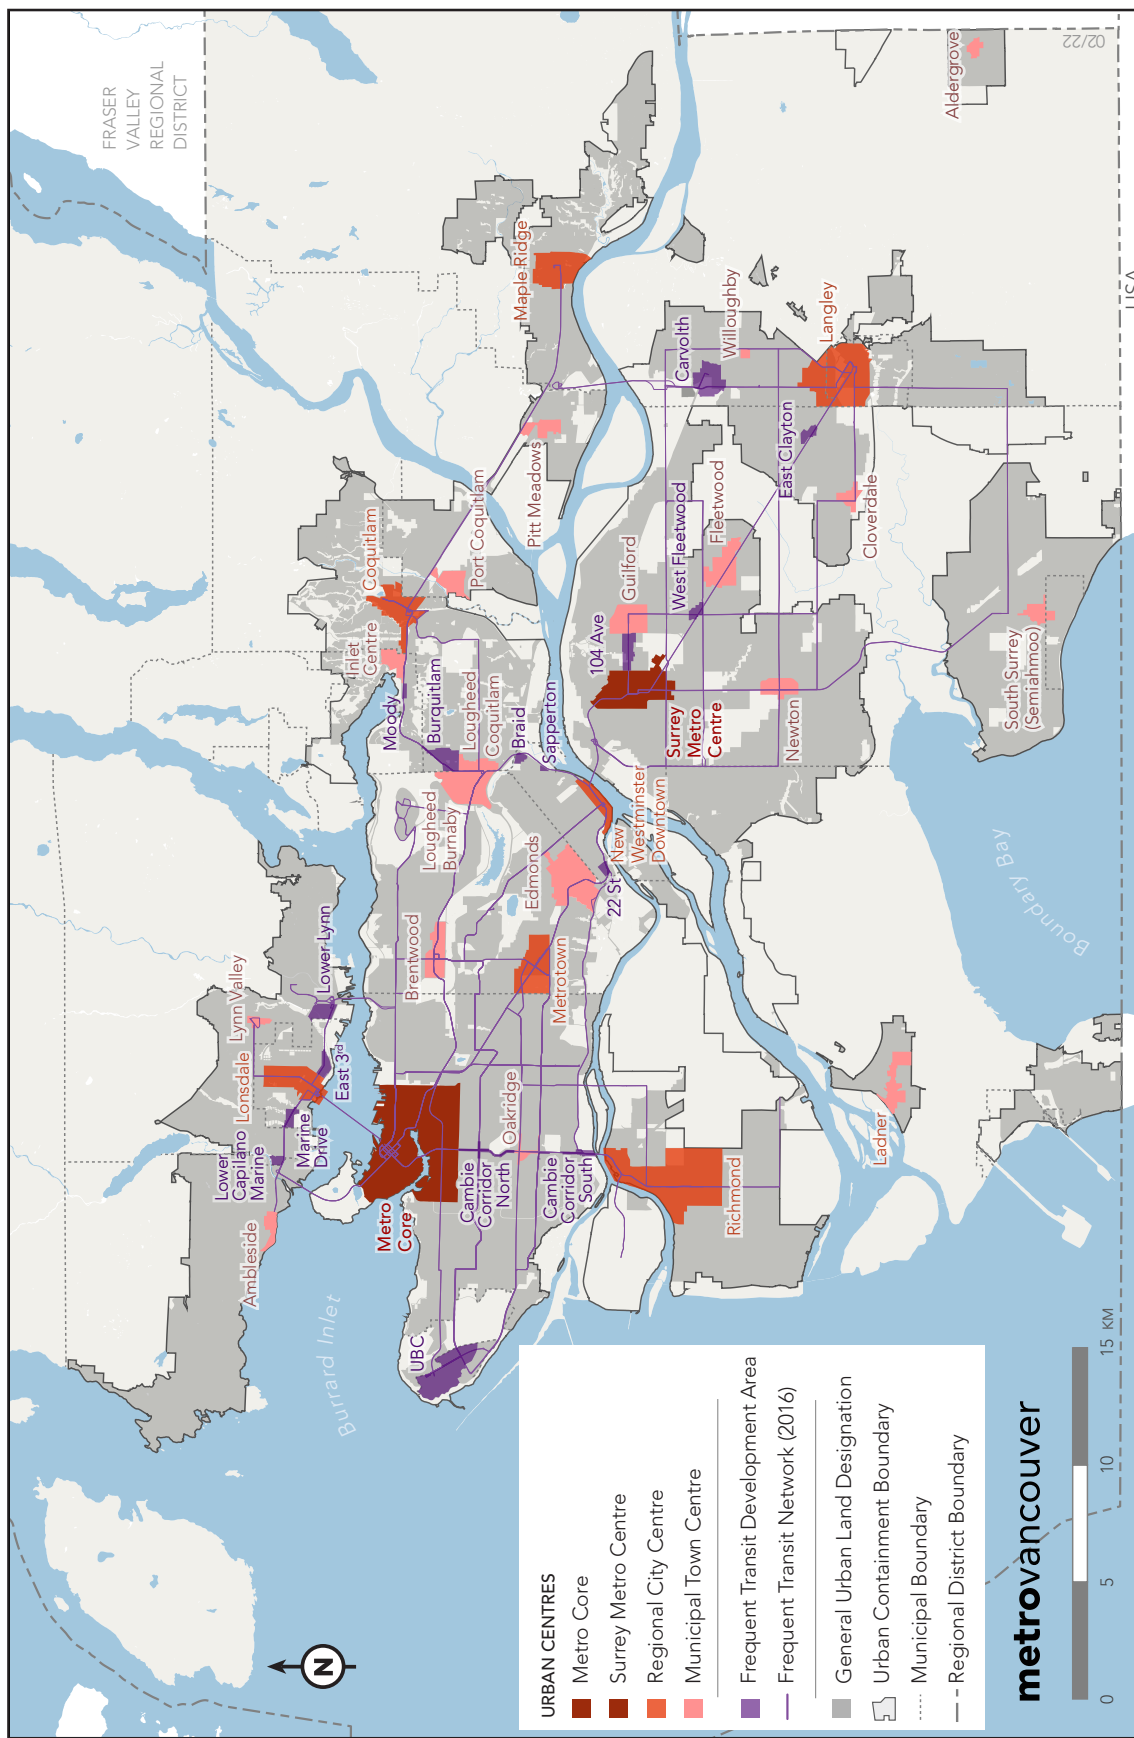 FRASER
VALLEY
REGIONAL
DISTRICT
02/22
Aldergrove
USA
Maple Ridge
Willoughby
Langley
Carvolth
East Clayton
Cloverdale
Pitt Meadows
Port Coquitlam
Coquitlam
Inlet
Centre
Moody
Burquitlam
Lougheed
Coquitlam
Braid
Sapperton
Guilford
104 Ave
West Fleetwood
Fleetwood
Surrey
Metro
Centre
Newton
South Surrey
(Semiahmoo)
Lougheed
Burnaby
Edmonds
New
Westminster
Downtown
22 St
Brentwood
Metrotown
Boundary Bay
Lynn Valley
Lower Lynn
Lonsdale
East 3rd
Marine
Drive
Lower
Capilano
Marine
Ambleside
Metro
Core
Cambie
Corridor
North
Oakridge
Cambie
Corridor
South
Richmond
Ladner
UBC
Burrard Inlet
N
URBAN CENTRES
Metro Core
Surrey Metro Centre
Regional City Centre
Municipal Town Centre
Frequent Transit Development Area
Frequent Transit Network (2016)
General Urban Land Designation
Urban Containment Boundary
Municipal Boundary
Regional District Boundary
metrovancouver
0 5 10 15 KM